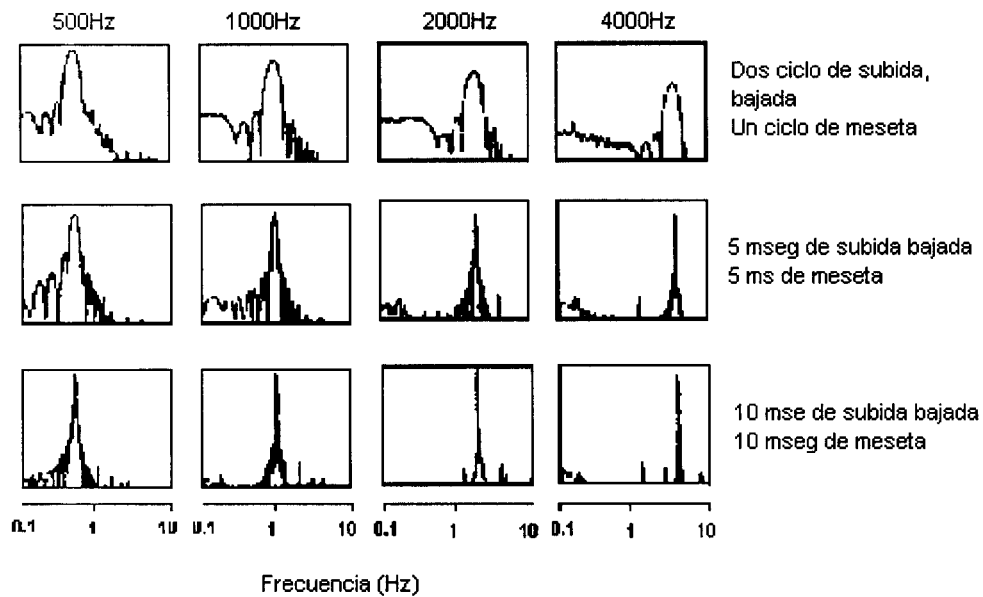 500Hz 1000Hz 2000Hz 4000Hz
Dos ciclo de subida,
bajada
Un ciclo de meseta
5 mseg de subida bajada
5 ms de meseta
10 mse de subida bajada
10 mseg de meseta
0.1 1 10 0.1 1 10 0.1 1 10 0.1 1 10
Frecuencia (Hz)